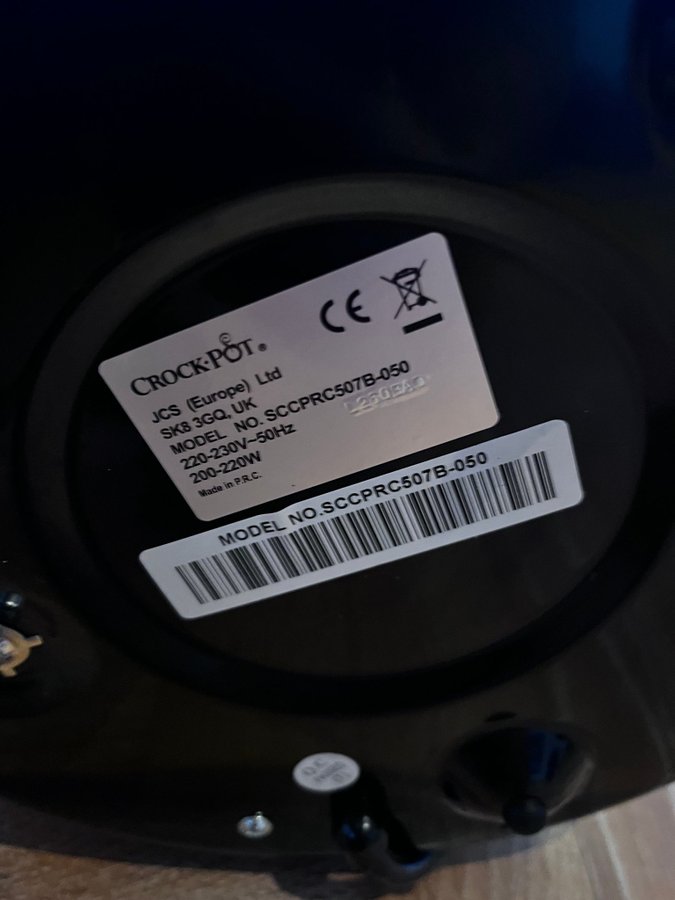 CROCK·POT®
JCS (Europe) Ltd
SK8 3GQ, UK
MODEL NO. SCCPRC507B-050
220-230V~50Hz
200-220W
Made in P.R.C.
CE
MODEL NO.SCCPRC507B-050
Q.C